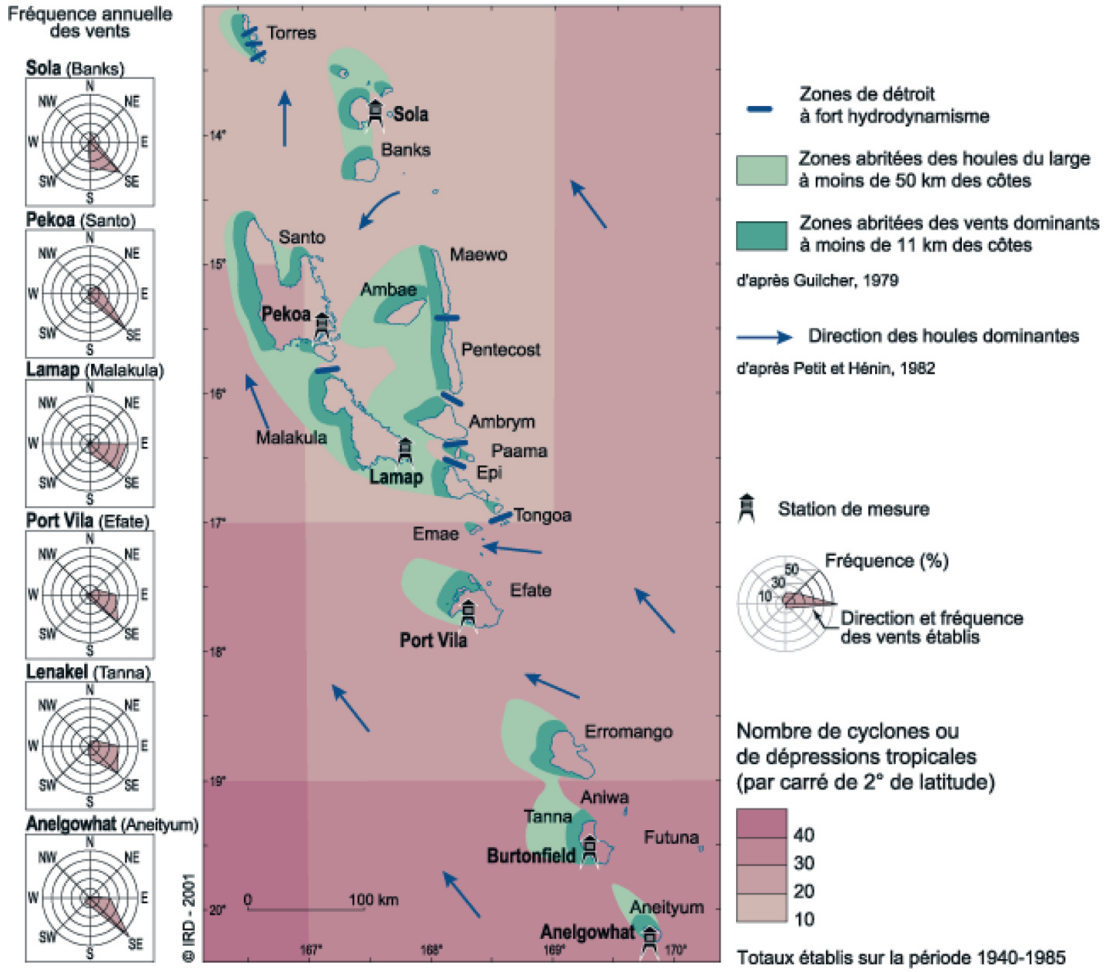 Fréquence annuelle
des vents
Sola (Banks)
N
NW
NE
W
E
SW
SE
S
Pekoa (Santo)
N
NW
NE
W
E
SW
SE
S
Lamap (Malakula)
N
NW
NE
W
E
SW
SE
S
Port Vila (Efate)
N
NW
NE
W
E
SW
SE
S
Lenakel (Tanna)
N
NW
NE
W
E
SW
SE
S
Anelgowhat (Aneityum)
N
NW
NE
W
E
SW
SE
S
© IRD - 2001
Torres
Sola
14°
Banks
Santo
Maewo
15°
Ambae
Pekoa
Pentecost
16°
Ambrym
Malakula
Paama
Lamap
Epi
17°
Tongoa
Emae
Efate
Port Vila
18°
Erromango
19°
Aniwa
Tanna
Futuna
Burtonfield
0
100 km
20°
Aneityum
Anelgowhat
167°
168°
169°
170°
Zones de détroit
à fort hydrodynamisme
Zones abritées des houles du large
à moins de 50 km des côtes
Zones abritées des vents dominants
à moins de 11 km des côtes
d'après Guilcher, 1979
Direction des houles dominantes
d'après Petit et Hénin, 1982
Station de mesure
Fréquence (%)
50
30
10
Direction et fréquence
des vents établis
Nombre de cyclones ou
de dépressions tropicales
(par carré de 2° de latitude)
40
30
20
10
Totaux établis sur la période 1940-1985